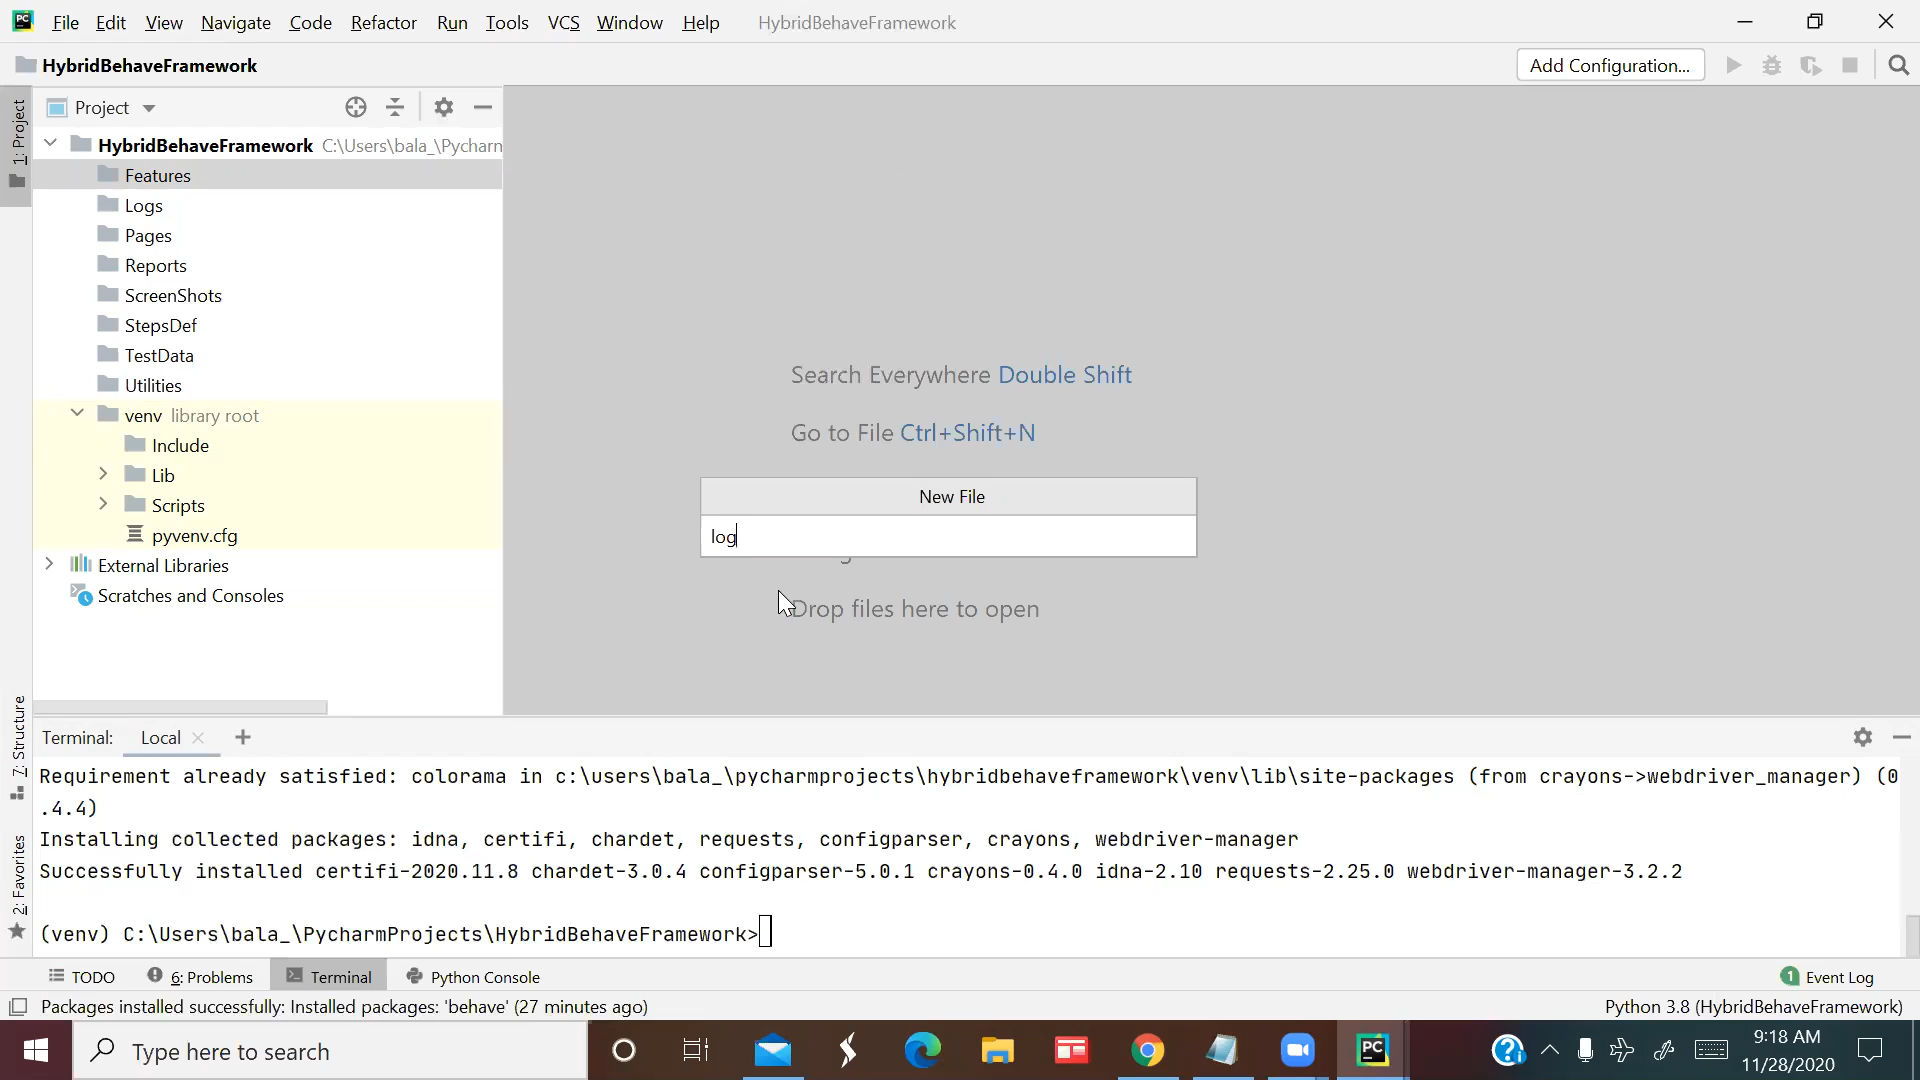 PC File Edit View Navigate Code Refactor Run Tools VCS Window Help HybridBehaveFramework
HybridBehaveFramework Add Configuration...
1: Project
Project
HybridBehaveFramework C:\Users\bala_\Pycharm
Features
Logs
Pages
Reports
ScreenShots
StepsDef
TestData
Utilities
venv library root
Include
Lib
Scripts
pyvenv.cfg
External Libraries
Scratches and Consoles
Search Everywhere Double Shift
Go to File Ctrl+Shift+N
New File
log
Drop files here to open
7: Structure
2: Favorites
Terminal: Local
Requirement already satisfied: colorama in c:\users\bala_\pycharmprojects\hybridbehaveframework\venv\lib\site-packages (from crayons->webdriver_manager) (0
.4.4)
Installing collected packages: idna, certifi, chardet, requests, configparser, crayons, webdriver-manager
Successfully installed certifi-2020.11.8 chardet-3.0.4 configparser-5.0.1 crayons-0.4.0 idna-2.10 requests-2.25.0 webdriver-manager-3.2.2
(venv) C:\Users\bala_\PycharmProjects\HybridBehaveFramework>
TODO 6: Problems Terminal Python Console 1 Event Log
Packages installed successfully: Installed packages: 'behave' (27 minutes ago) Python 3.8 (HybridBehaveFramework)
Type here to search PC 9:18 AM
11/28/2020